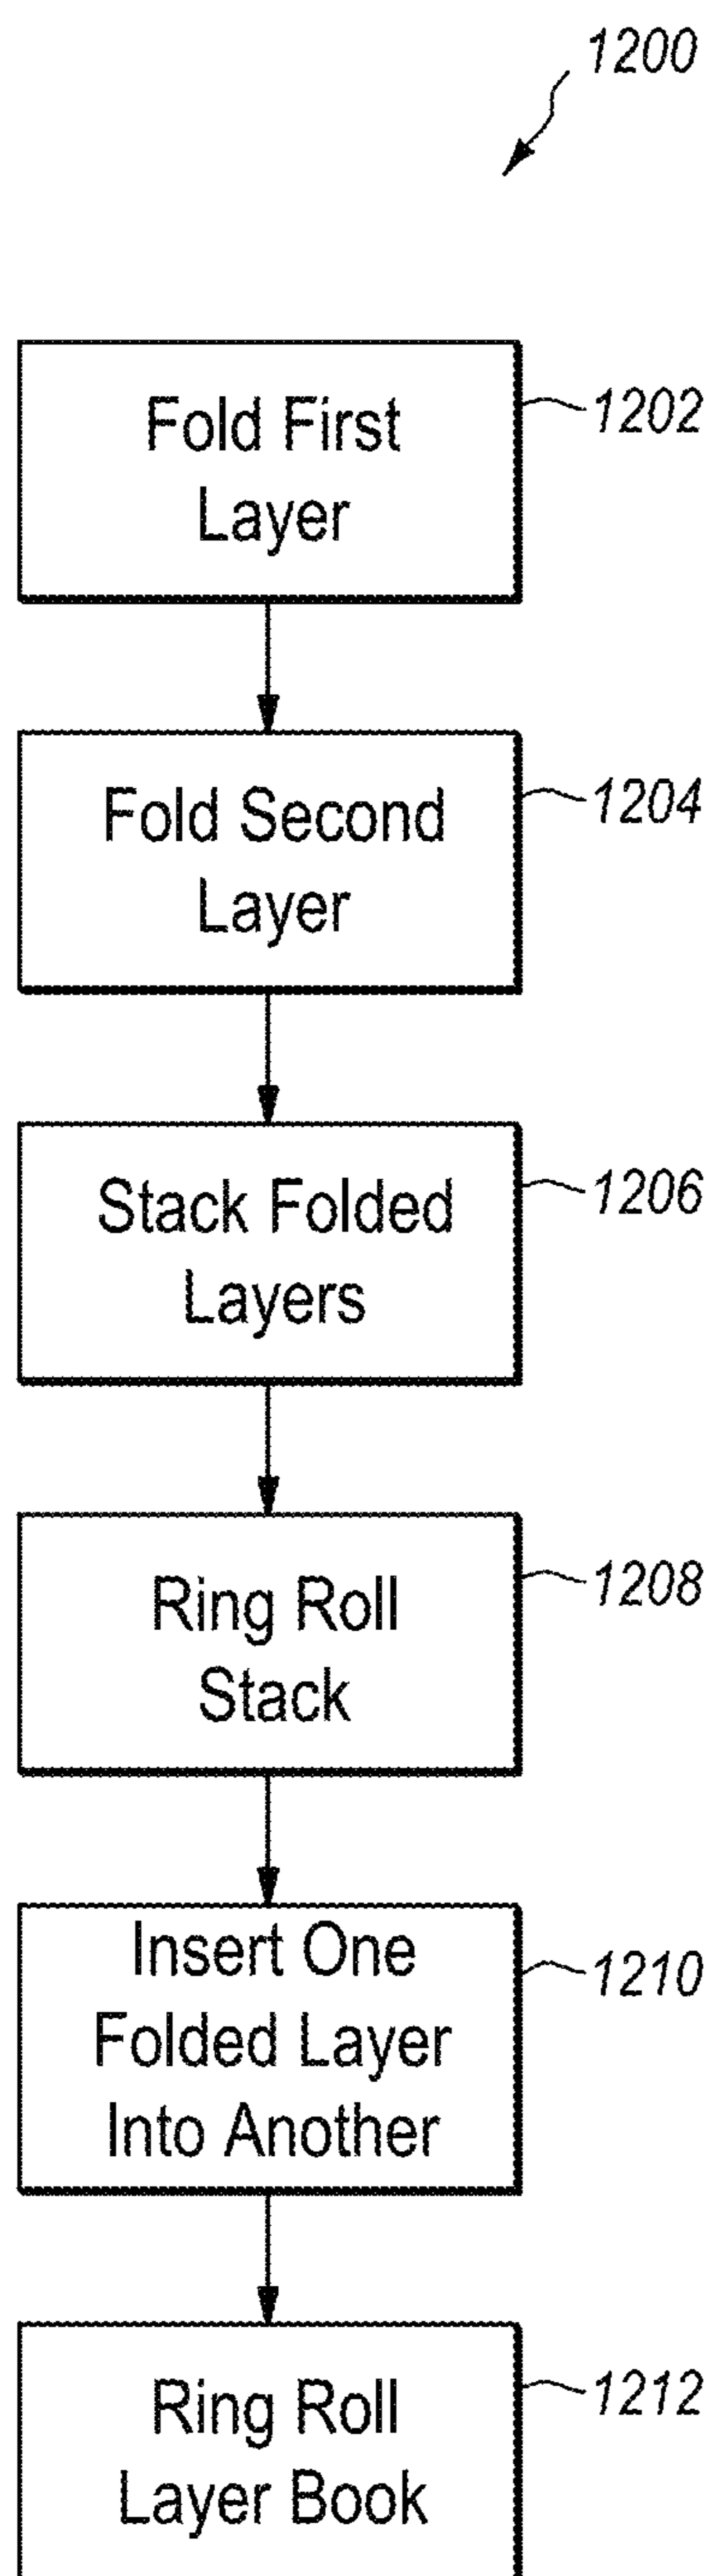 1200
Fold First
Layer
1202
Fold Second
Layer
1204
Stack Folded
Layers
1206
Ring Roll
Stack
1208
Insert One
Folded Layer
Into Another
1210
Ring Roll
Layer Book
1212